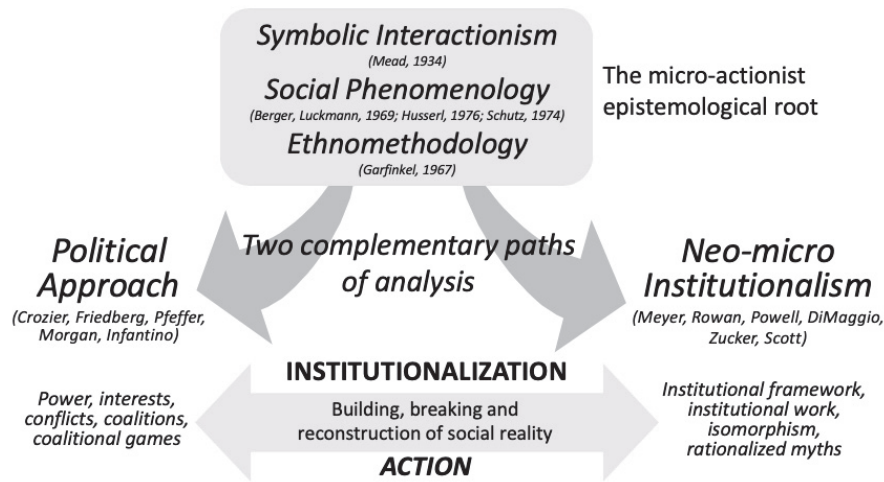 Symbolic Interactionism
(Mead, 1934)
Social Phenomenology
(Berger, Luckmann, 1969; Husserl, 1976; Schutz, 1974)
Ethnomethodology
(Garfinkel, 1967)
The micro-actionist
epistemological root
Two complementary paths
of analysis
Political
Approach
(Crozier, Friedberg, Pfeffer,
Morgan, Infantino)
Neo-micro
Institutionalism
(Meyer, Rowan, Powell, DiMaggio,
Zucker, Scott)
Power, interests,
conflicts, coalitions,
coalitional games
INSTITUTIONALIZATION
Building, breaking and
reconstruction of social reality
ACTION
Institutional framework,
institutional work,
isomorphism,
rationalized myths